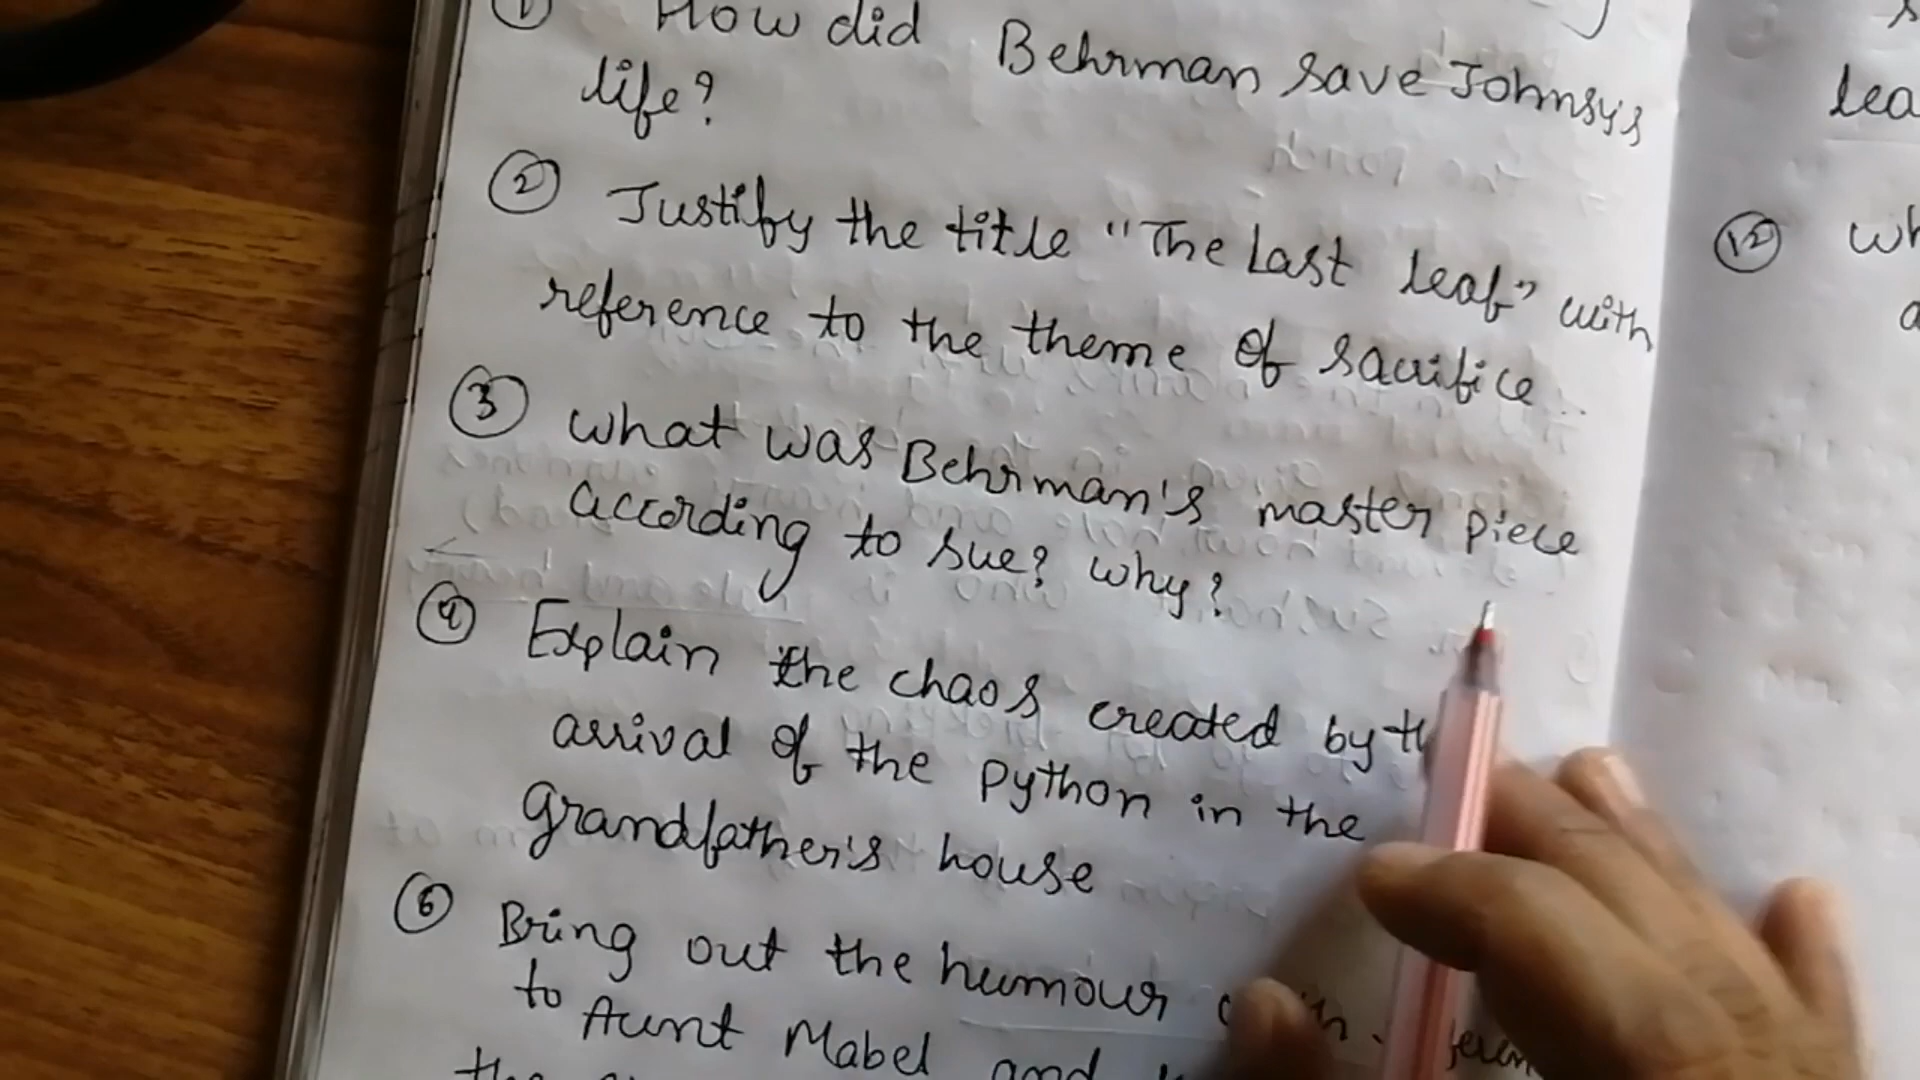 ① How did Behrman save Johnsy's
life?
② Justify the title "The Last leaf" with
reference to the theme of sacrifice
③ what was Behrman's master piece
according to sue? why?
④ Explain the chaos created by
arrival of the python in the
grandfather's house
⑥ Bring out the humour
to Aunt Mabel and
the
lea
⑫ wh